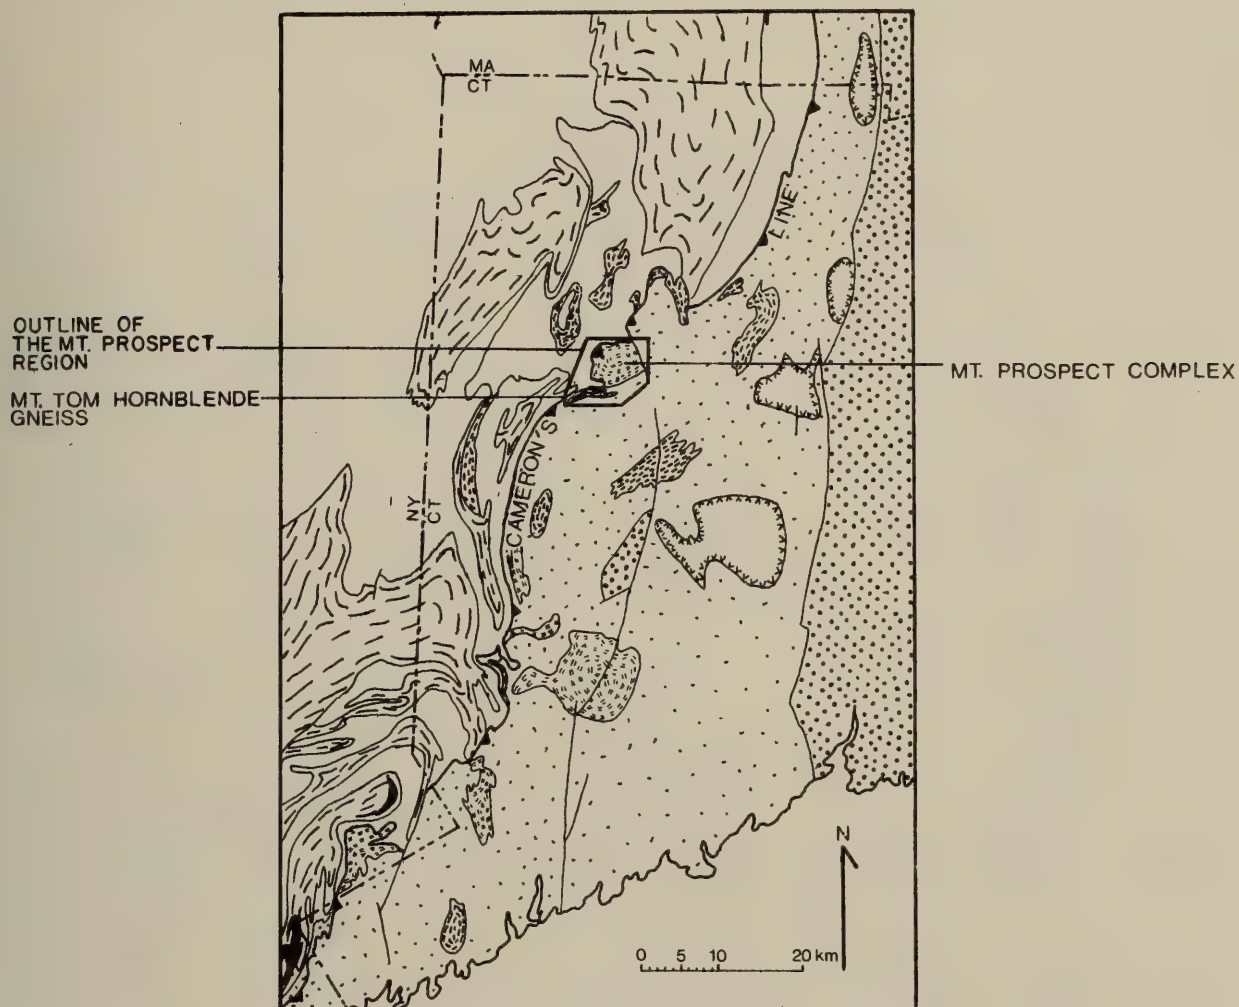 MA
CT
LINE
OUTLINE OF
THE MT. PROSPECT
REGION
MT. PROSPECT COMPLEX
MT. TOM HORNBLENDE
GNEISS
CAMERON'S
NY
CT
N
0 5 10 20 km